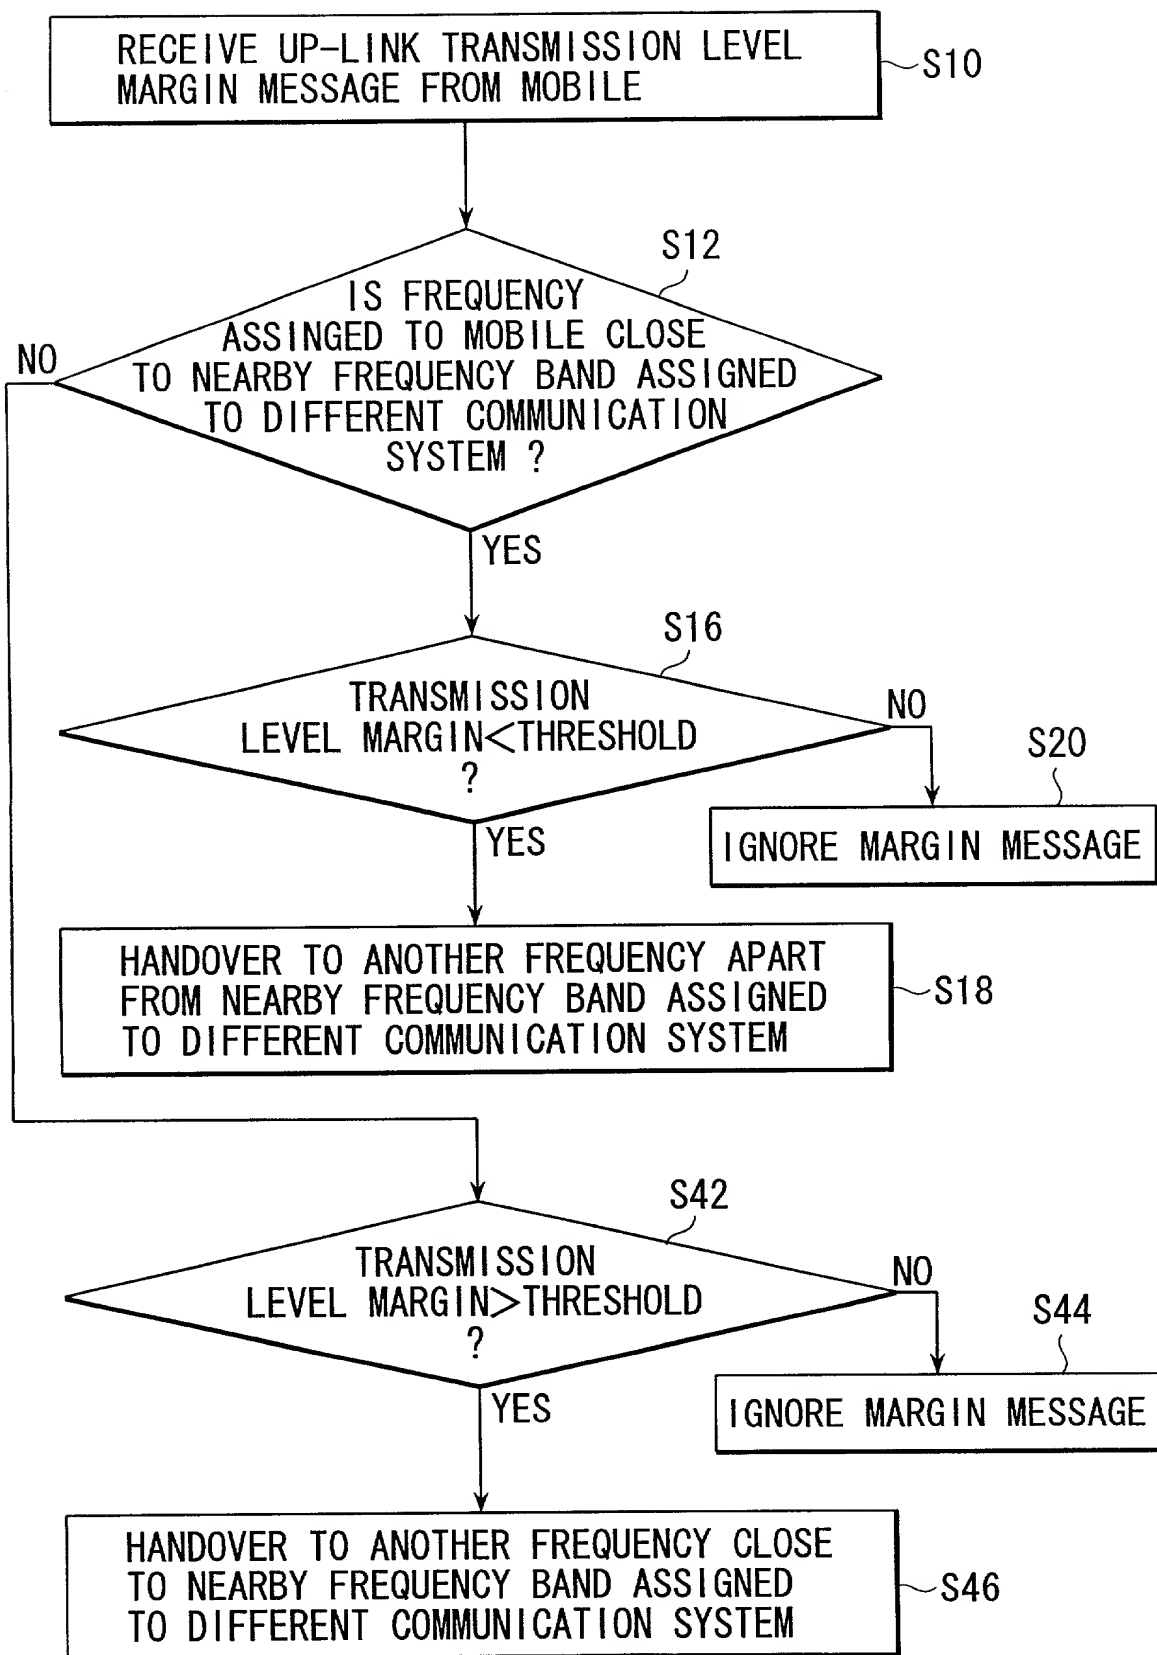 RECEIVE UP-LINK TRANSMISSION LEVEL
MARGIN MESSAGE FROM MOBILE
S10
S12
IS FREQUENCY
ASSINGED TO MOBILE CLOSE
TO NEARBY FREQUENCY BAND ASSIGNED
TO DIFFERENT COMMUNICATION
SYSTEM ?
NO
YES
S16
TRANSMISSION
LEVEL MARGIN<THRESHOLD
?
NO
S20
IGNORE MARGIN MESSAGE
YES
HANDOVER TO ANOTHER FREQUENCY APART
FROM NEARBY FREQUENCY BAND ASSIGNED
TO DIFFERENT COMMUNICATION SYSTEM
S18
S42
TRANSMISSION
LEVEL MARGIN>THRESHOLD
?
NO
S44
IGNORE MARGIN MESSAGE
YES
HANDOVER TO ANOTHER FREQUENCY CLOSE
TO NEARBY FREQUENCY BAND ASSIGNED
TO DIFFERENT COMMUNICATION SYSTEM
S46